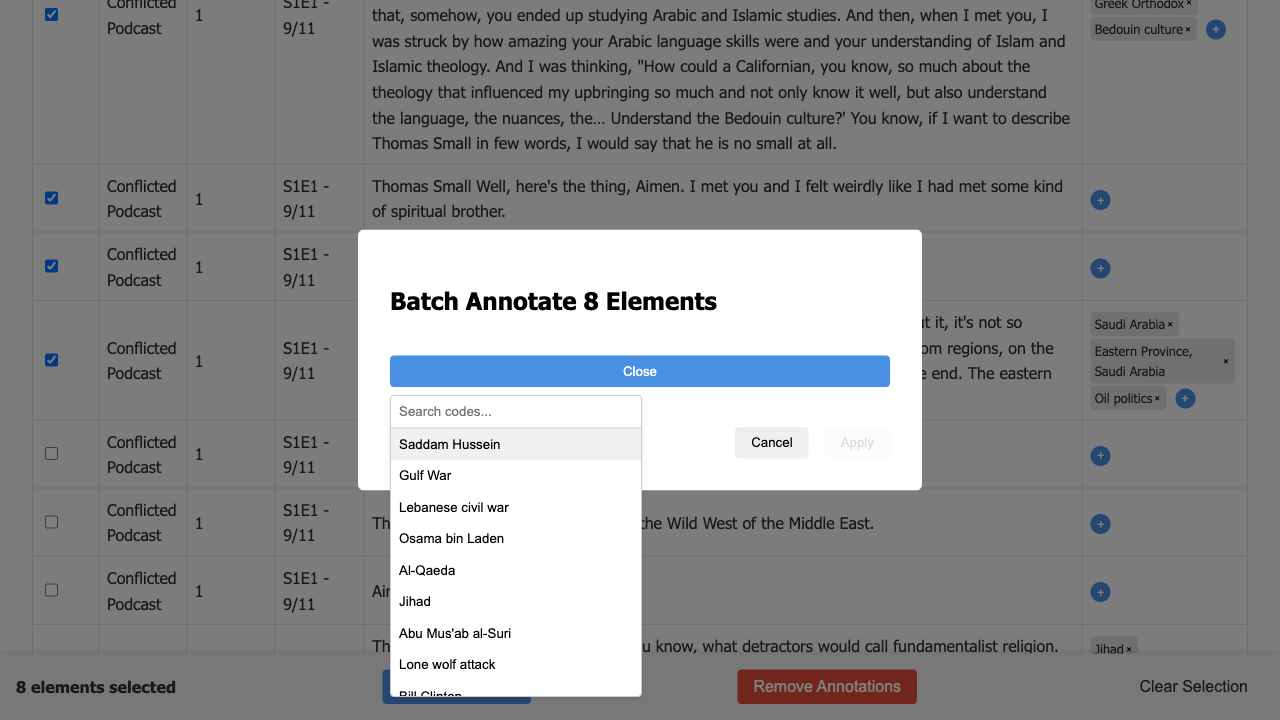 Conflicted
Podcast
1
S1E1 -
9/11
that, somehow, you ended up studying Arabic and Islamic studies. And then, when I met you, I
was struck by how amazing your Arabic language skills were and your understanding of Islam and
Islamic theology. And I was thinking, "How could a Californian, you know, so much about the
theology that influenced my upbringing so much and not only know it well, but also understand
the language, the nuances, the… Understand the Bedouin culture?' You know, if I want to describe
Thomas Small in few words, I would say that he is no small at all.
Greek Orthodox ×
Bedouin culture ×
+
Conflicted
Podcast
1
S1E1 -
9/11
Thomas Small Well, here's the thing, Aimen. I met you and I felt weirdly like I had met some kind
of spiritual brother.
+
Conflicted
Podcast
1
S1E1 -
9/11
+
Conflicted
Podcast
1
S1E1 -
9/11
it, it's not so
regions, on the
end. The eastern
Saudi Arabia ×
Eastern Province,
Saudi Arabia ×
Oil politics ×
+
Batch Annotate 8 Elements
Close
Search codes...
Saddam Hussein
Gulf War
Lebanese civil war
Osama bin Laden
Al-Qaeda
Jihad
Abu Mus'ab al-Suri
Lone wolf attack
Bill Clinton
Cancel
Apply
Conflicted
Podcast
1
S1E1 -
9/11
+
Conflicted
Podcast
1
S1E1 -
9/11
the Wild West of the Middle East.
+
Conflicted
Podcast
1
S1E1 -
9/11
+
know, what detractors would call fundamentalist religion.
Jihad ×
8 elements selected
Remove Annotations
Clear Selection